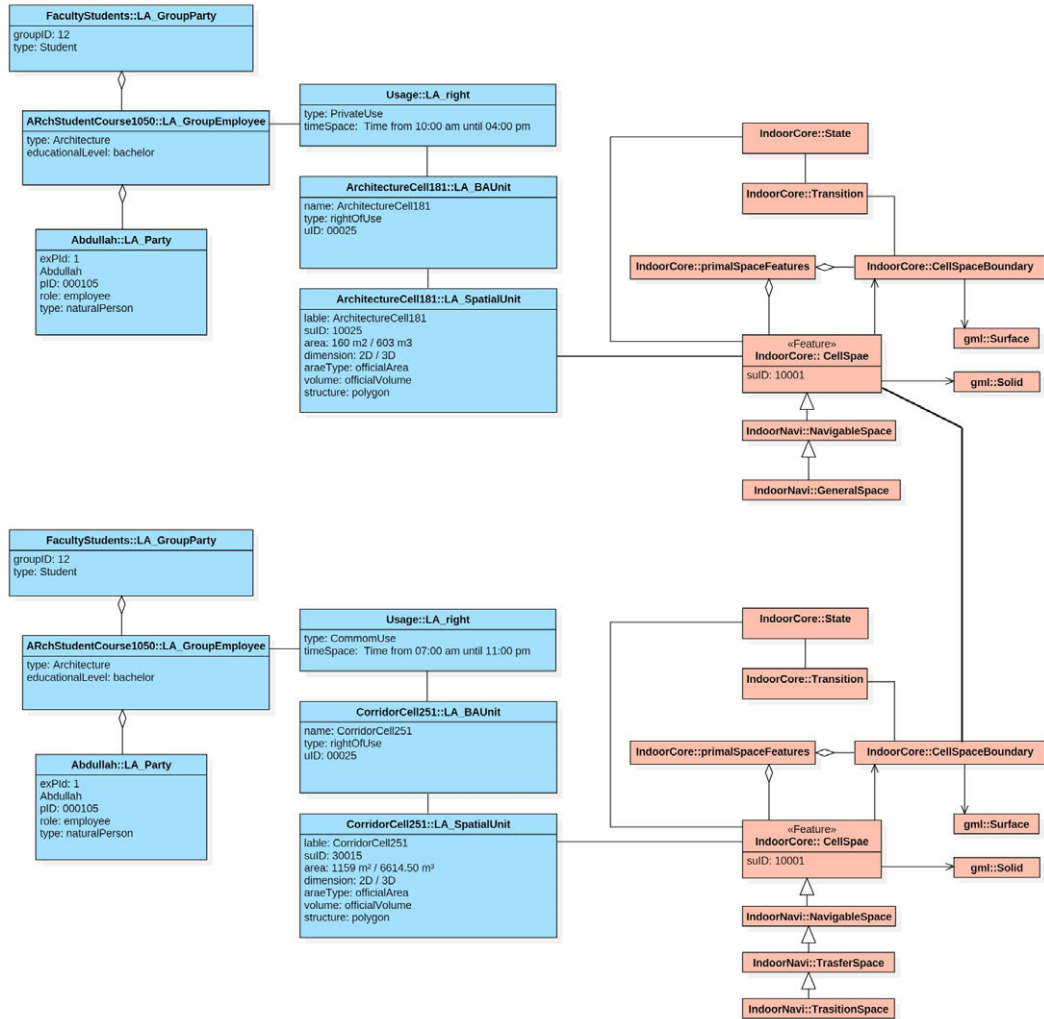 FacultyStudents::LA_GroupParty
groupID: 12
type: Student
ARchStudentCourse1050::LA_GroupEmployee
type: Architecture
educationalLevel: bachelor
Abdullah::LA_Party
exPId: 1
Abdullah
pID: 000105
role: employee
type: naturalPerson
Usage::LA_right
type: PrivateUse
timeSpace:  Time from 10:00 am until 04:00 pm
ArchitectureCell181::LA_BAUnit
name: ArchitectureCell181
type: rightOfUse
uID: 00025
ArchitectureCell181::LA_SpatialUnit
lable: ArchitectureCell181
suID: 10025
area: 160 m2 / 603 m3
dimension: 2D / 3D
araeType: officialArea
volume: officialVolume
structure: polygon
IndoorCore::State
IndoorCore::Transition
IndoorCore::primalSpaceFeatures
IndoorCore::CellSpaceBoundary
gml::Surface
«Feature»
IndoorCore:: CellSpae
suID: 10001
gml::Solid
IndoorNavi::NavigableSpace
IndoorNavi::GeneralSpace
FacultyStudents::LA_GroupParty
groupID: 12
type: Student
ARchStudentCourse1050::LA_GroupEmployee
type: Architecture
educationalLevel: bachelor
Abdullah::LA_Party
exPId: 1
Abdullah
pID: 000105
role: employee
type: naturalPerson
Usage::LA_right
type: CommomUse
timeSpace:  Time from 07:00 am until 11:00 pm
CorridorCell251::LA_BAUnit
name: CorridorCell251
type: rightOfUse
uID: 00025
CorridorCell251::LA_SpatialUnit
lable: CorridorCell251
suID: 30015
area: 1159 m² / 6614.50 m³
dimension: 2D / 3D
araeType: officialArea
volume: officialVolume
structure: polygon
IndoorCore::State
IndoorCore::Transition
IndoorCore::primalSpaceFeatures
IndoorCore::CellSpaceBoundary
gml::Surface
«Feature»
IndoorCore:: CellSpae
suID: 10001
gml::Solid
IndoorNavi::NavigableSpace
IndoorNavi::TrasferSpace
IndoorNavi::TrasitionSpace